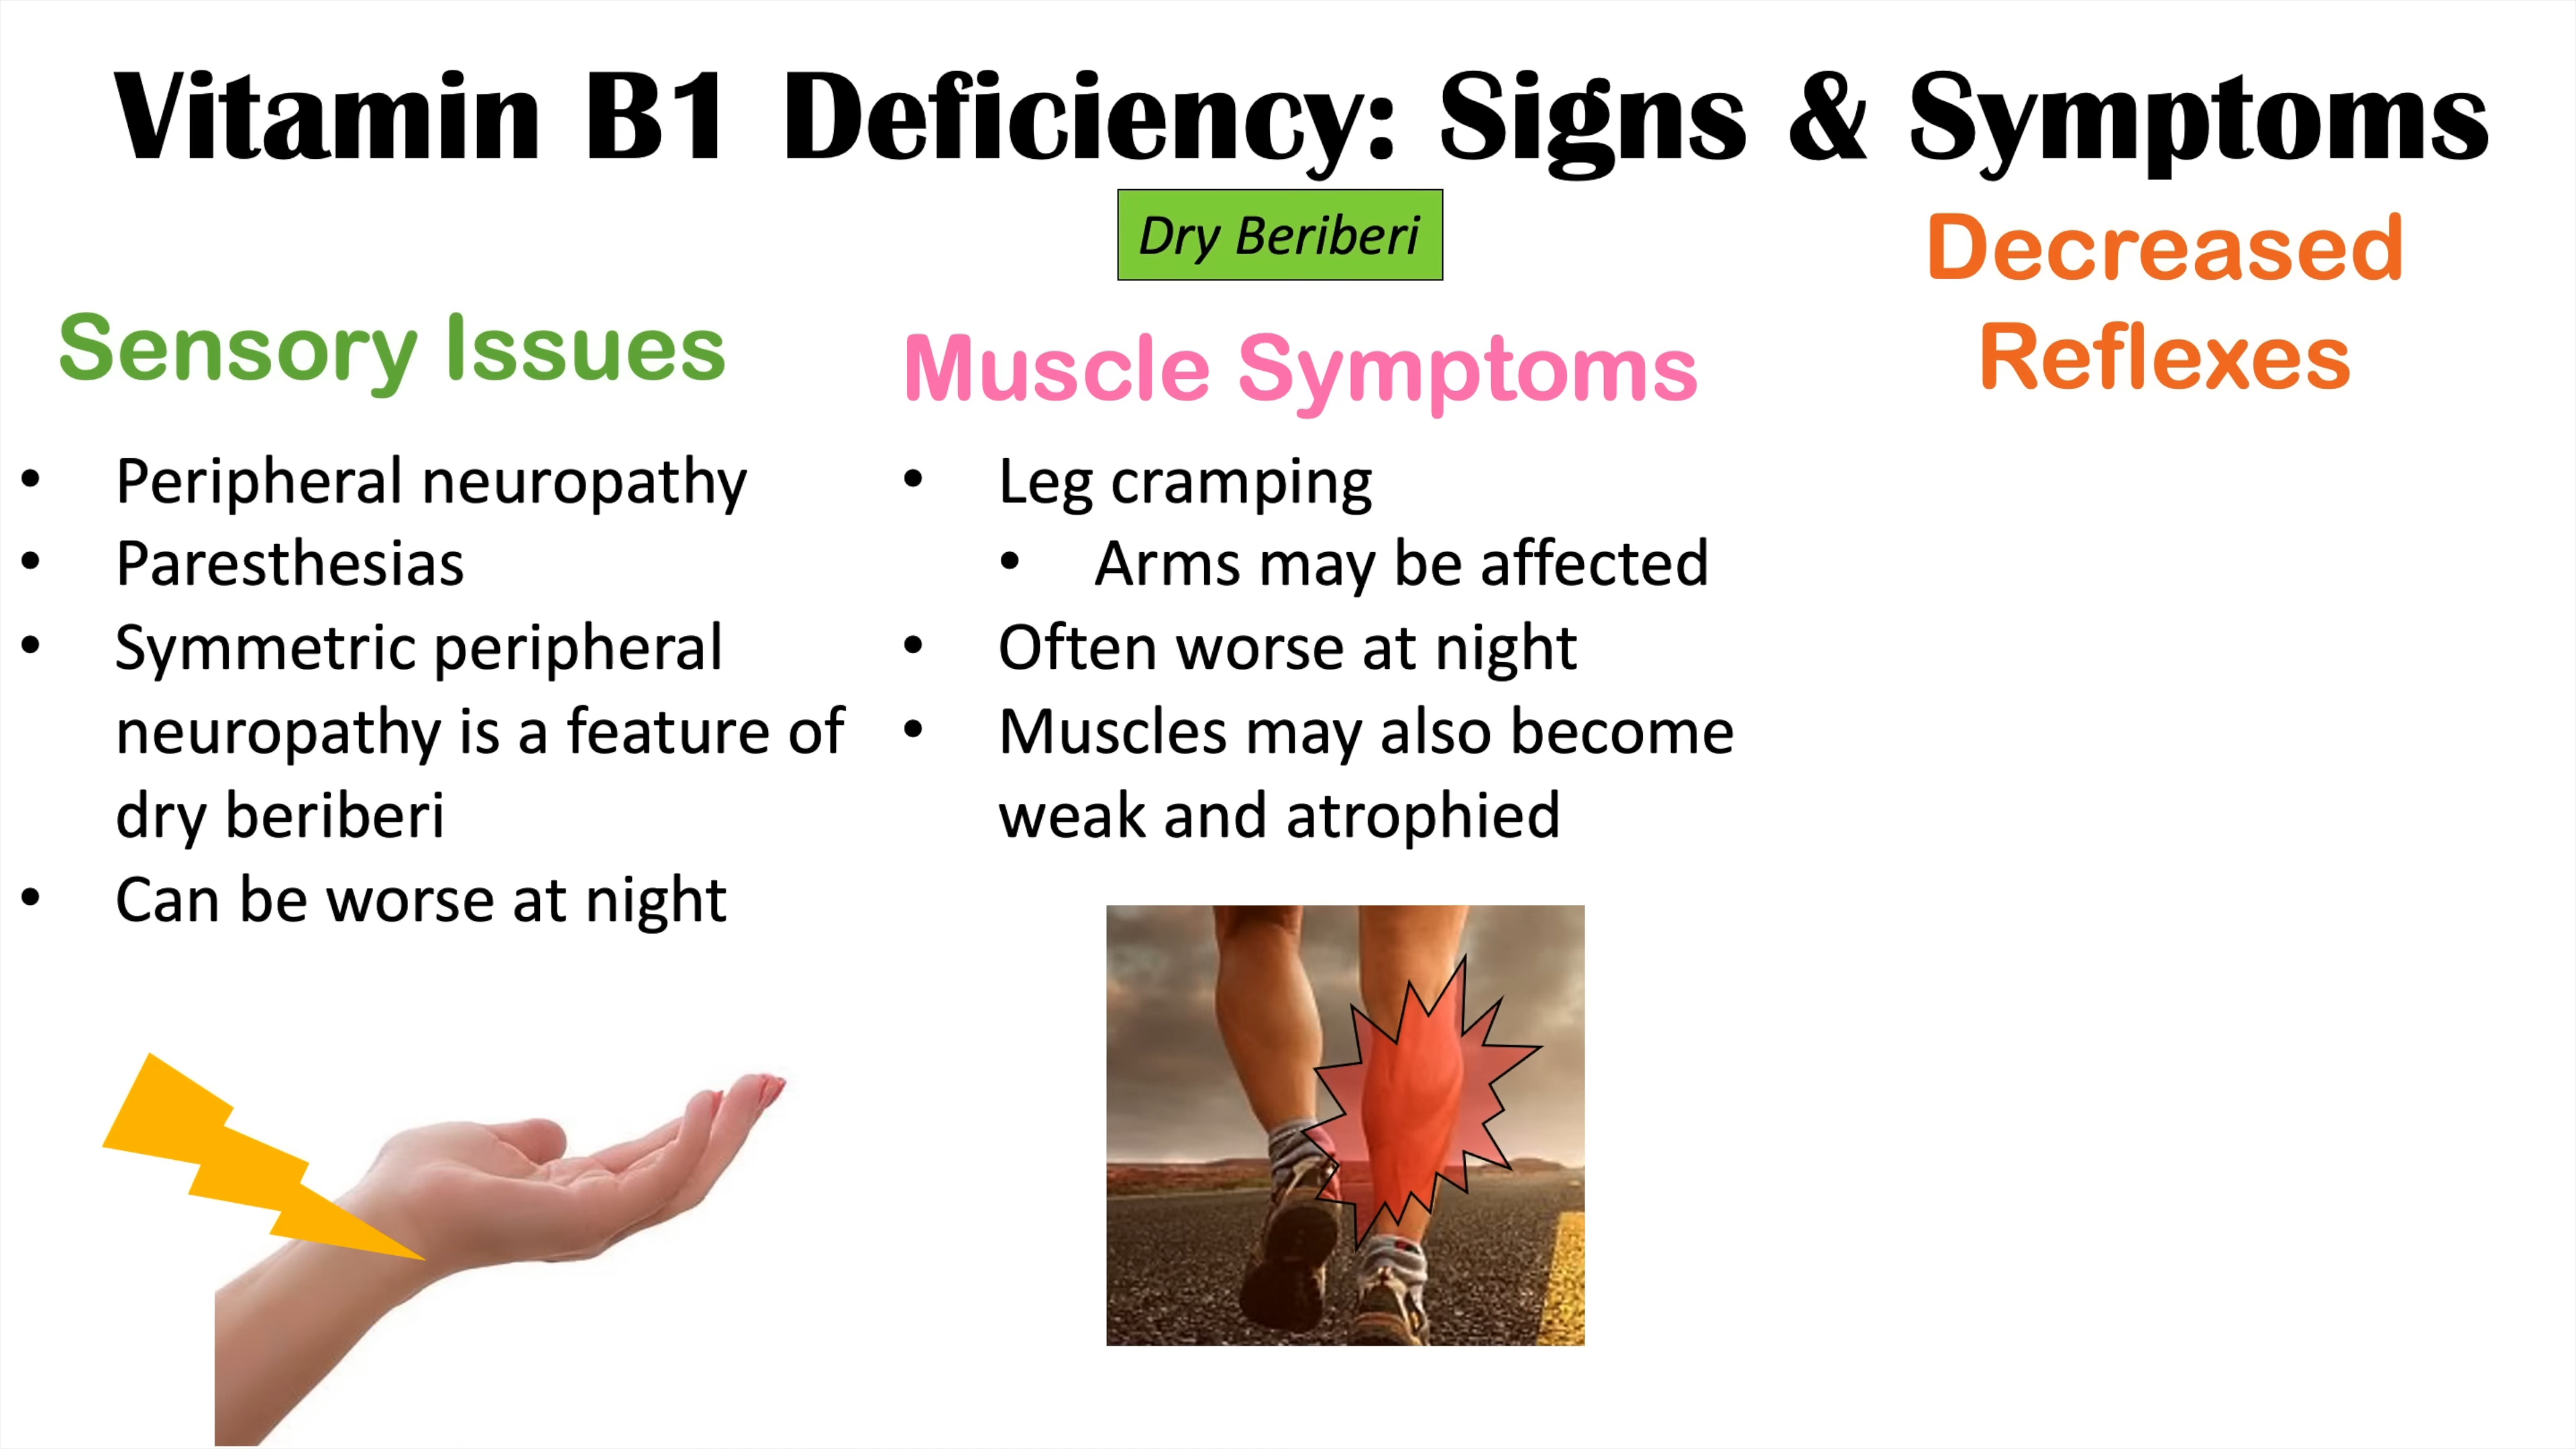 Vitamin B1 Deficiency: Signs & Symptoms
Dry Beriberi
Sensory Issues
• Peripheral neuropathy
• Paresthesias
• Symmetric peripheral
neuropathy is a feature of
dry beriberi
• Can be worse at night
Muscle Symptoms
• Leg cramping
• Arms may be affected
• Often worse at night
• Muscles may also become
weak and atrophied
Decreased
Reflexes